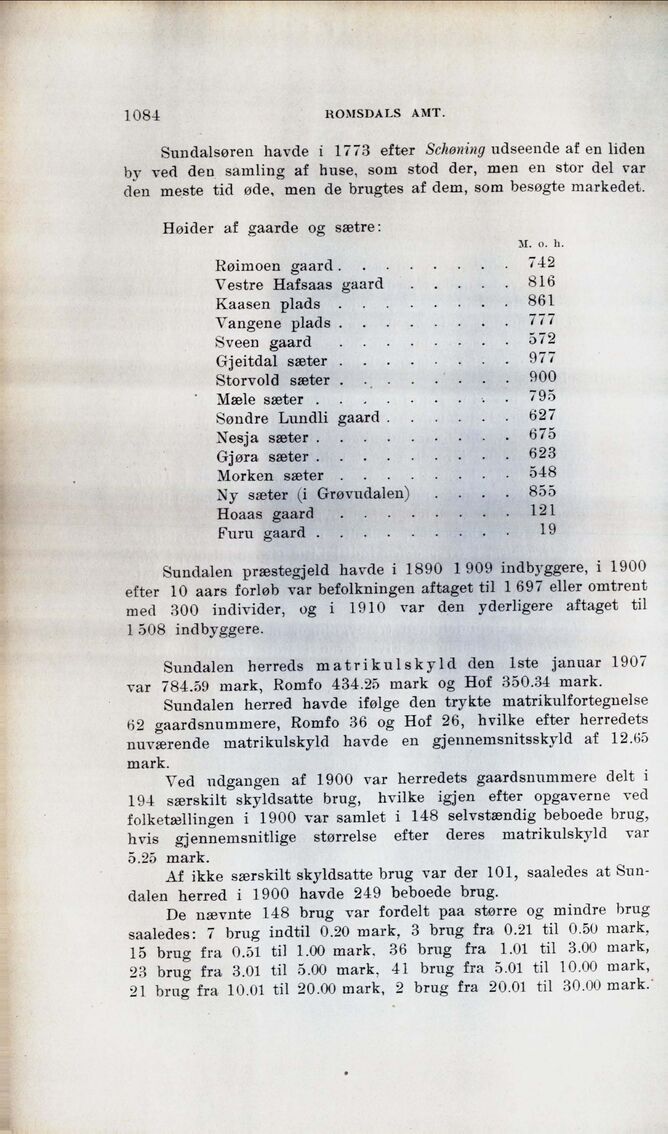 1084 ROMSDALS AMT.
Sundalsøren havde i 1773 efter Schøning udseende af en liden
by ved den samling af huse, som stod der, men en stor del var
den meste tid øde, men de brugtes af dem, som besøgte markedet.
Høider af gaarde og sætre:
M. o. h.
Røimoen gaard . . . . . . . . 742
Vestre Hafsaas gaard . . . . . 816
Kaasen plads . . . . . . . . 861
Vangene plads . . . . . . . . 777
Sveen gaard . . . . . . . . 572
Gjeitdal sæter . . . . . . . . 977
Storvold sæter . . . . . . . . 900
Mæle sæter . . . . . . . . . 795
Søndre Lundli gaard . . . . . . 627
Nesja sæter . . . . . . . . . 675
Gjøra sæter . . . . . . . . . 623
Morken sæter . . . . . . . . 548
Ny sæter (i Grøvudalen) . . . . 855
Hoaas gaard . . . . . . . . 121
Furu gaard . . . . . . . . . 19
Sundalen præstegjeld havde i 1890 1 909 indbyggere, i 1900
efter 10 aars forløb var befolkningen aftaget til 1 697 eller omtrent
med 300 individer, og i 1910 var den yderligere aftaget til
1 508 indbyggere.
Sundalen herreds matrikulskyld den 1ste januar 1907
var 784.59 mark, Romfo 434.25 mark og Hof 350.34 mark.
Sundalen herred havde ifølge den trykte matrikulfortegnelse
62 gaardsnummere, Romfo 36 og Hof 26, hvilke efter herredets
nuværende matrikulskyld havde en gjennemsnitsskyld af 12.65
mark.
Ved udgangen af 1900 var herredets gaardsnummere delt i
194 særskilt skyldsatte brug, hvilke igjen efter opgaverne ved
folketællingen i 1900 var samlet i 148 selvstændig beboede brug,
hvis gjennemsnitlige størrelse efter deres matrikulskyld var
5.25 mark.
Af ikke særskilt skyldsatte brug var der 101, saaledes at Sun-
dalen herred i 1900 havde 249 beboede brug.
De nævnte 148 brug var fordelt paa større og mindre brug
saaledes: 7 brug indtil 0.20 mark, 3 brug fra 0.21 til 0.50 mark,
15 brug fra 0.51 til 1.00 mark, 36 brug fra 1.01 til 3.00 mark,
23 brug fra 3.01 til 5.00 mark, 41 brug fra 5.01 til 10.00 mark,
21 brug fra 10.01 til 20.00 mark, 2 brug fra 20.01 til 30.00 mark.